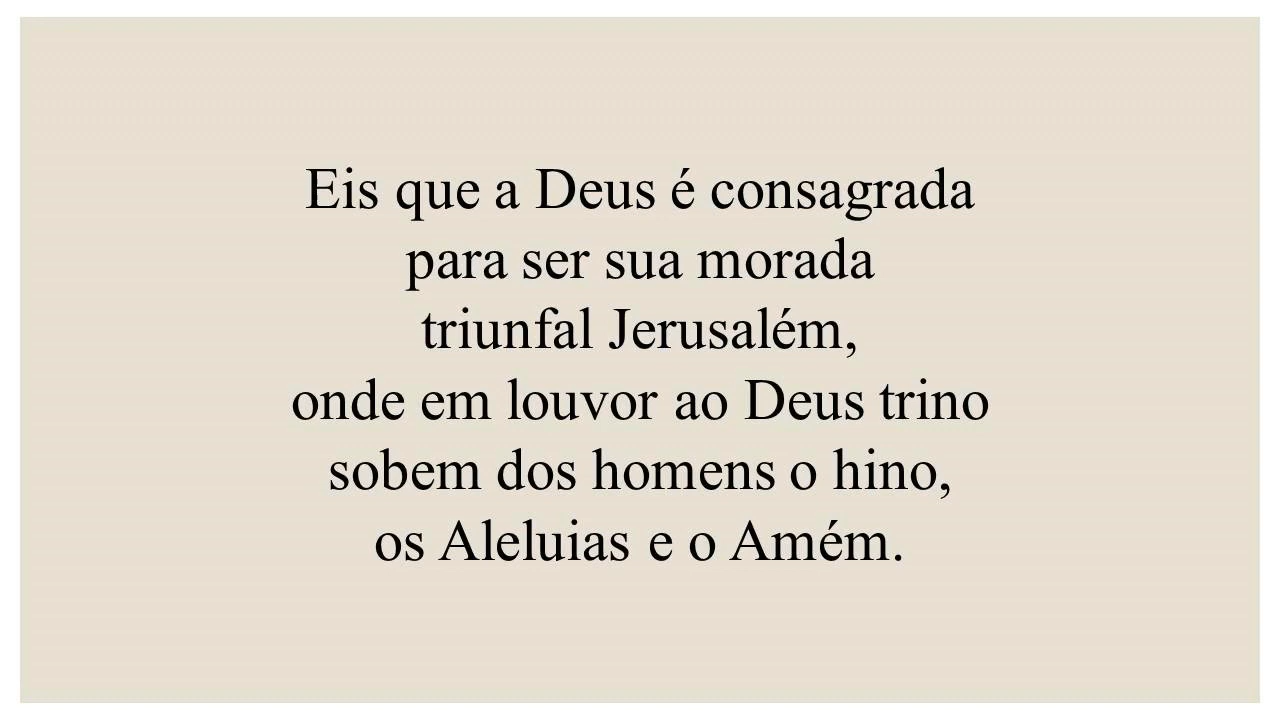 Eis que a Deus é consagrada
para ser sua morada
triunfal Jerusalém,
onde em louvor ao Deus trino
sobem dos homens o hino,
os Aleluias e o Amém.